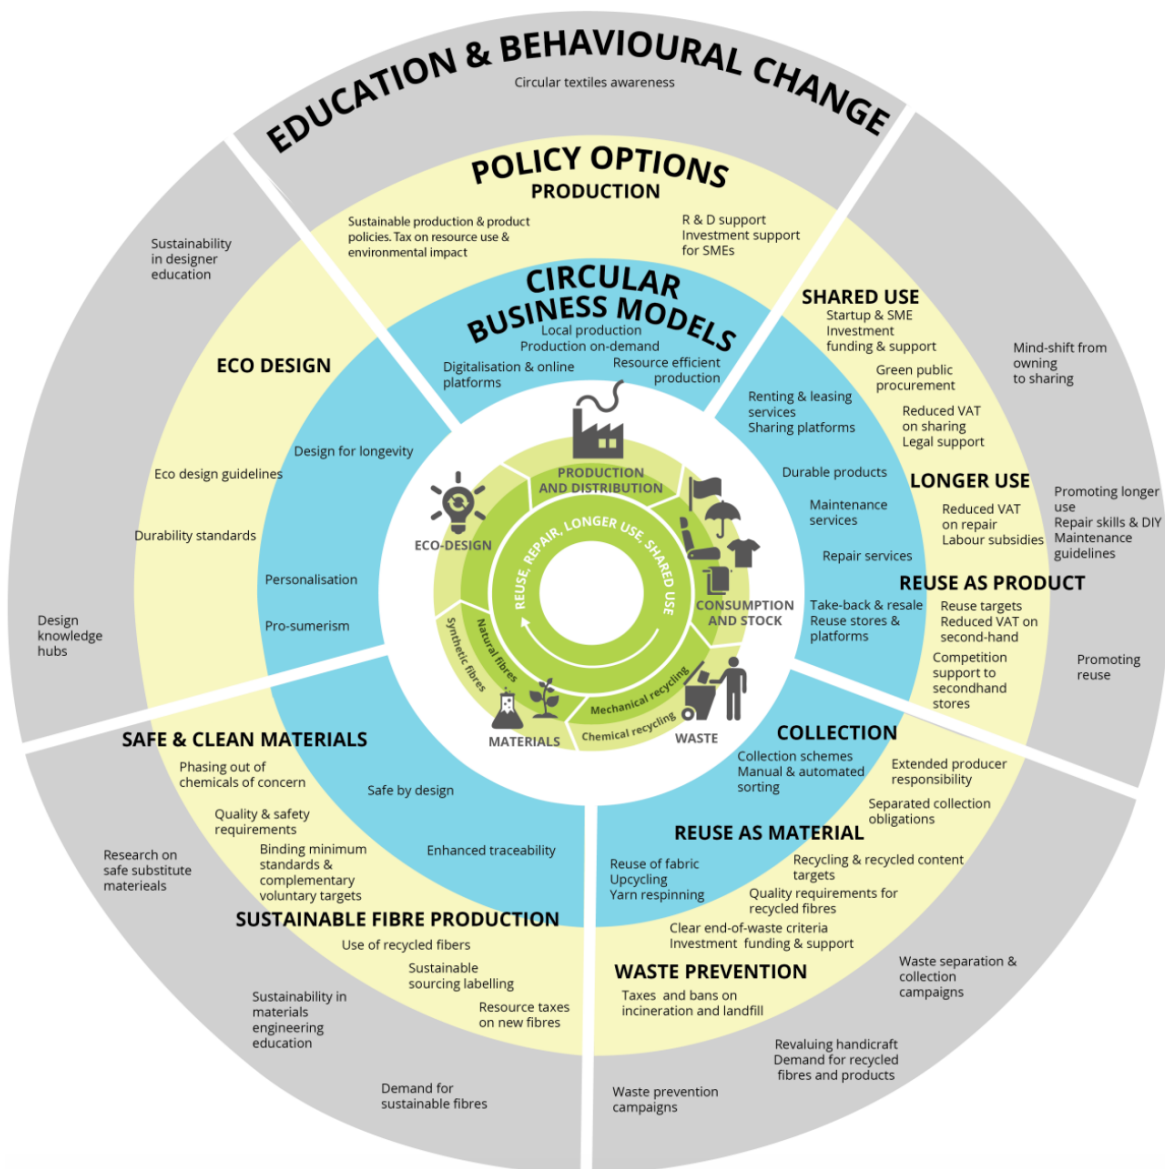 EDUCATION & BEHAVIOURAL CHANGE
Circular textiles awareness
POLICY OPTIONS
PRODUCTION
Sustainable production & product
policies. Tax on resource use &
environmental impact
R & D support
Investment support
for SMEs
CIRCULAR
BUSINESS MODELS
Local production
Production on-demand
Digitalisation & online
platforms
Resource efficient
production
Sustainability
in designer
education
ECO DESIGN
Design for longevity
Eco design guidelines
Durability standards
Personalisation
Pro-sumerism
Design
knowledge
hubs
SHARED USE
Startup & SME
Investment
funding & support
Green public
procurement
Reduced VAT
on sharing
Legal support
Mind-shift from
owning
to sharing
Renting & leasing
services
Sharing platforms
Durable products
Maintenance
services
Repair services
Take-back & resale
Reuse stores &
platforms
LONGER USE
Reduced VAT
on repair
Labour subsidies
Promoting longer
use
Repair skills & DIY
Maintenance
guidelines
REUSE AS PRODUCT
Reuse targets
Reduced VAT on
second-hand
Competition
support to
secondhand
stores
Promoting
reuse
PRODUCTION
AND DISTRIBUTION
ECO-DESIGN
REUSE, REPAIR, LONGER USE, SHARED USE
CONSUMPTION
AND STOCK
Synthetic fibres
Natural fibres
Mechanical recycling
Chemical recycling
MATERIALS
WASTE
SAFE & CLEAN MATERIALS
Phasing out of
chemicals of concern
Quality & safety
requirements
Binding minimum
standards &
complementary
voluntary targets
Safe by design
Enhanced traceability
Research on
safe substitute
materieals
SUSTAINABLE FIBRE PRODUCTION
Use of recycled fibers
Sustainable
sourcing labelling
Resource taxes
on new fibres
Sustainability in
materials
engineering
education
Demand for
sustainable fibres
COLLECTION
Collection schemes
Manual & automated
sorting
Extended producer
responsibility
Separated collection
obligations
REUSE AS MATERIAL
Reuse of fabric
Upcycling
Yarn respinning
Recycling & recycled content
targets
Quality requirements for
recycled fibres
Clear end-of-waste criteria
Investment funding & support
WASTE PREVENTION
Taxes and bans on
incineration and landfill
Waste separation &
collection
campaigns
Revaluing handicraft
Demand for recycled
fibres and products
Waste prevention
campaigns